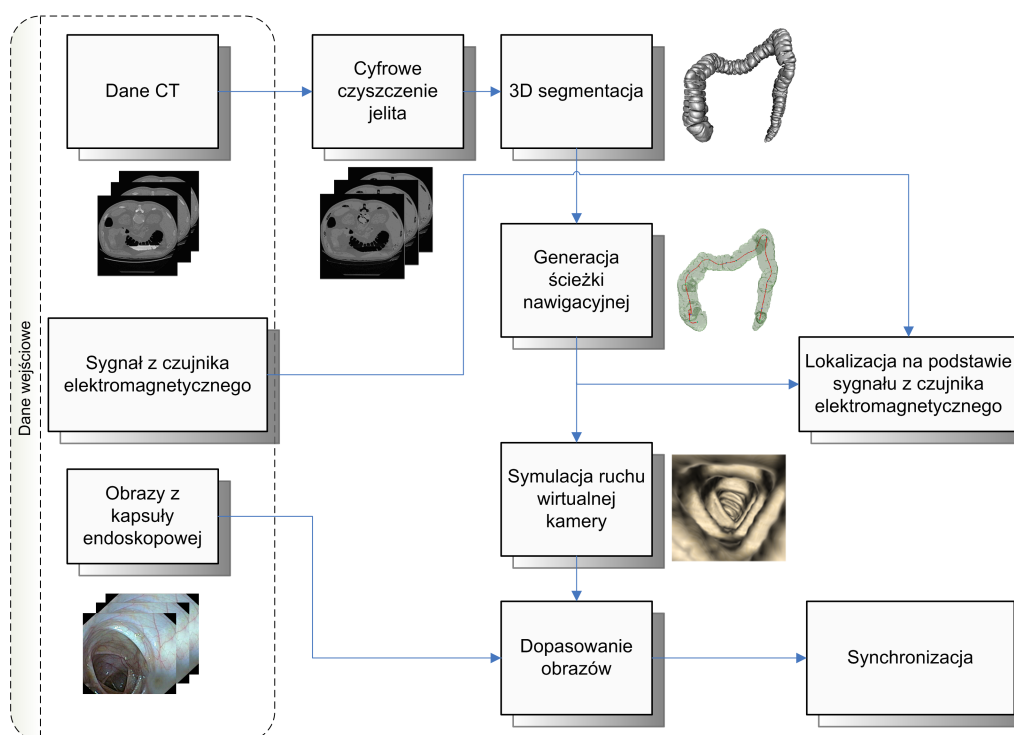 Dane wejściowe
Dane CT
Cyfrowe
czyszczenie
jelita
3D segmentacja
Generacja
ścieżki
nawigacyjnej
Sygnał z czujnika
elektromagnetycznego
Lokalizacja na podstawie
sygnału z czujnika
elektromagnetycznego
Obrazy z
kapsuły
endoskopowej
Symulacja ruchu
wirtualnej
kamery
Dopasowanie
obrazów
Synchronizacja